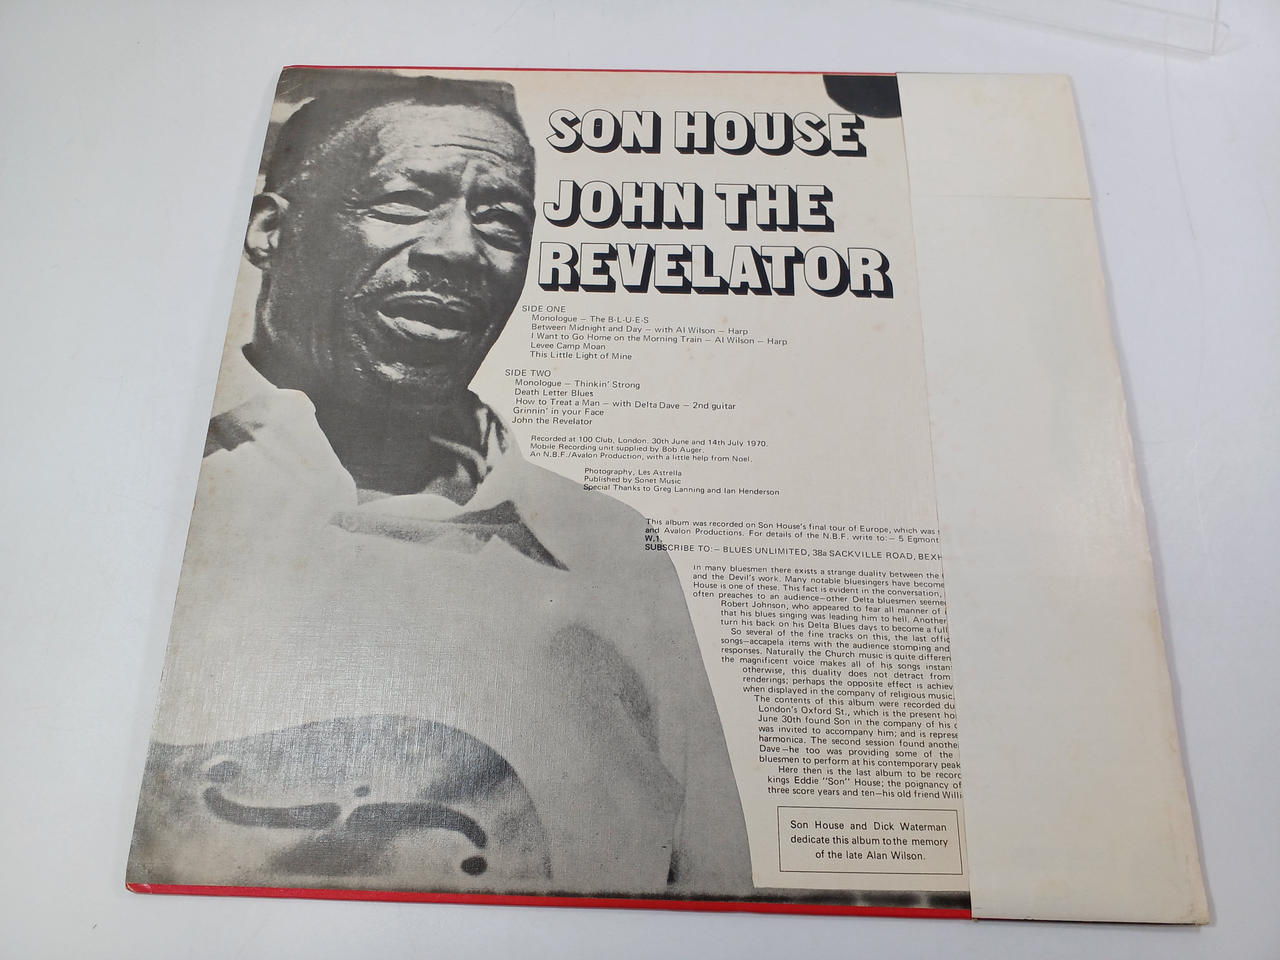 SON HOUSE
JOHN THE
REVELATOR
SIDE ONE
Monologue – The B-L-U-E-S
Between Midnight and Day – with Al Wilson – Harp
I Want to Go Home on the Morning Train – Al Wilson – Harp
Levee Camp Moan
This Little Light of Mine
SIDE TWO
Monologue – Thinkin' Strong
Death Letter Blues
How to Treat a Man – with Delta Dave – 2nd guitar
Grinnin' in your Face
John the Revelator
Recorded at 100 Club, London. 30th June and 14th July 1970.
Mobile Recording unit supplied by Bob Auger.
An N.B.F./Avalon Production, with a little help from Noel.
Photography, Les Astrella
Published by Sonet Music
Special Thanks to Greg Lanning and Ian Henderson
This album was recorded on Son House's final tour of Europe, which was
and Avalon Productions. For details of the N.B.F. write to:– 5 Egmont
W.1.
SUBSCRIBE TO:– BLUES UNLIMITED, 38a SACKVILLE ROAD, BEXH
In many bluesmen there exists a strange duality between the
and the Devil's work. Many notable bluesingers have become
House is one of these. This fact is evident in the conversation,
often preaches to an audience—other Delta bluesmen seeme
Robert Johnson, who appeared to fear all manner of
that his blues singing was leading him to hell. Another
turn his back on his Delta Blues days to become a full
So several of the fine tracks on this, the last offic
songs—accapela items with the audience stomping and
responses. Naturally the Church music is quite differen
the magnificent voice makes all of his songs instan
otherwise, this duality does not detract from
renderings; perhaps the opposite effect is achiev
when displayed in the company of religious music.
The contents of this album were recorded du
London's Oxford St., which is the present ho
June 30th found Son in the company of his
was invited to accompany him; and is represe
harmonica. The second session found anothe
Dave—he too was providing some of the
bluesmen to perform at his contemporary peak
Here then is the last album to be record
kings Eddie "Son" House; the poignancy of
three score years and ten—his old friend Willi
Son House and Dick Waterman
dedicate this album to the memory
of the late Alan Wilson.